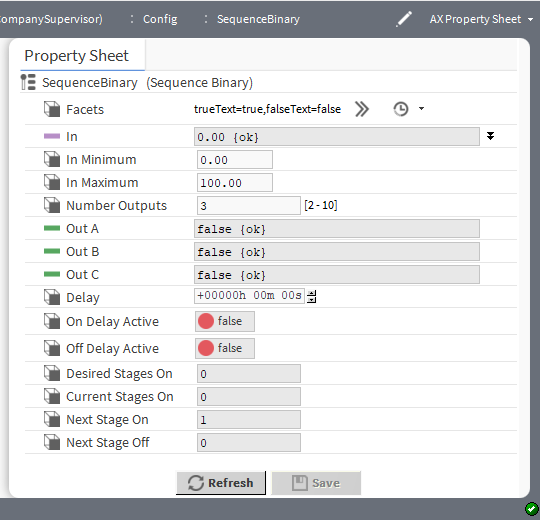 ompanySupervisor) : Config : SequenceBinary AX Property Sheet
Property Sheet
SequenceBinary (Sequence Binary)
Facets trueText=true,falseText=false
In 0.00 {ok}
In Minimum 0.00
In Maximum 100.00
Number Outputs 3 [2 - 10]
Out A false {ok}
Out B false {ok}
Out C false {ok}
Delay +00000h 00m 00s
On Delay Active false
Off Delay Active false
Desired Stages On 0
Current Stages On 0
Next Stage On 1
Next Stage Off 0
Refresh Save